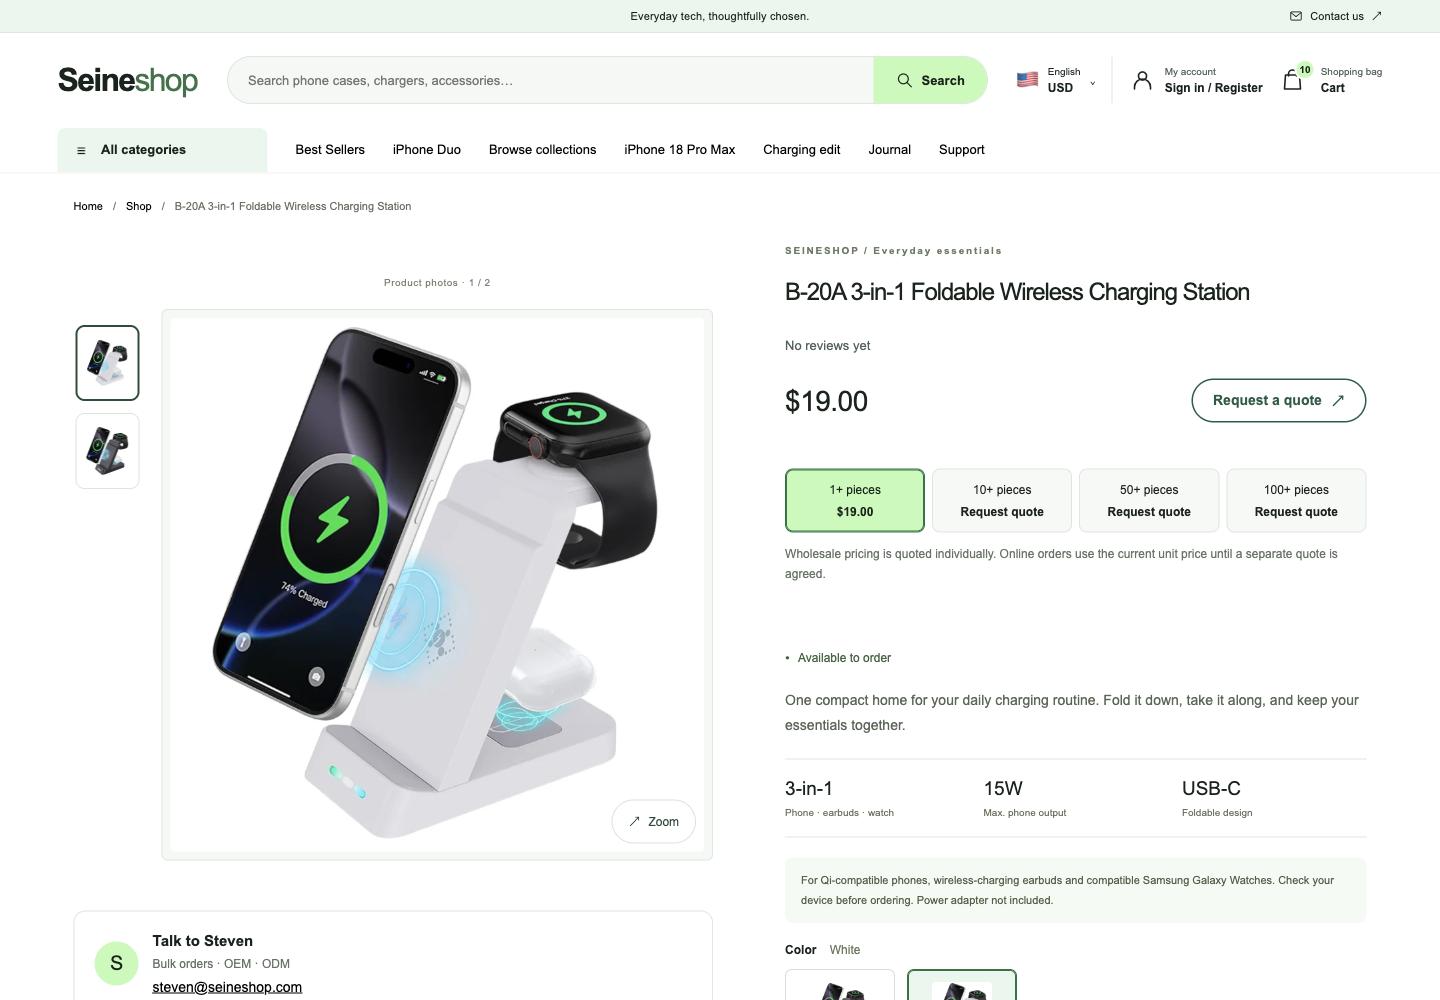 Everyday tech, thoughtfully chosen.
Contact us ↗
Seineshop
Search phone cases, chargers, accessories...
Search
English
USD
My account
Sign in / Register
10
Shopping bag
Cart
≡ All categories
Best Sellers
iPhone Duo
Browse collections
iPhone 18 Pro Max
Charging edit
Journal
Support
Home / Shop / B-20A 3-in-1 Foldable Wireless Charging Station
Product photos · 1 / 2
74% Charged
↗ Zoom
S
Talk to Steven
Bulk orders · OEM · ODM
steven@seineshop.com
SEINESHOP / Everyday essentials
B-20A 3-in-1 Foldable Wireless Charging Station
No reviews yet
$19.00
Request a quote ↗
1+ pieces
$19.00
10+ pieces
Request quote
50+ pieces
Request quote
100+ pieces
Request quote
Wholesale pricing is quoted individually. Online orders use the current unit price until a separate quote is
agreed.
• Available to order
One compact home for your daily charging routine. Fold it down, take it along, and keep your
essentials together.
3-in-1
Phone · earbuds · watch
15W
Max. phone output
USB-C
Foldable design
For Qi-compatible phones, wireless-charging earbuds and compatible Samsung Galaxy Watches. Check your
device before ordering. Power adapter not included.
Color White